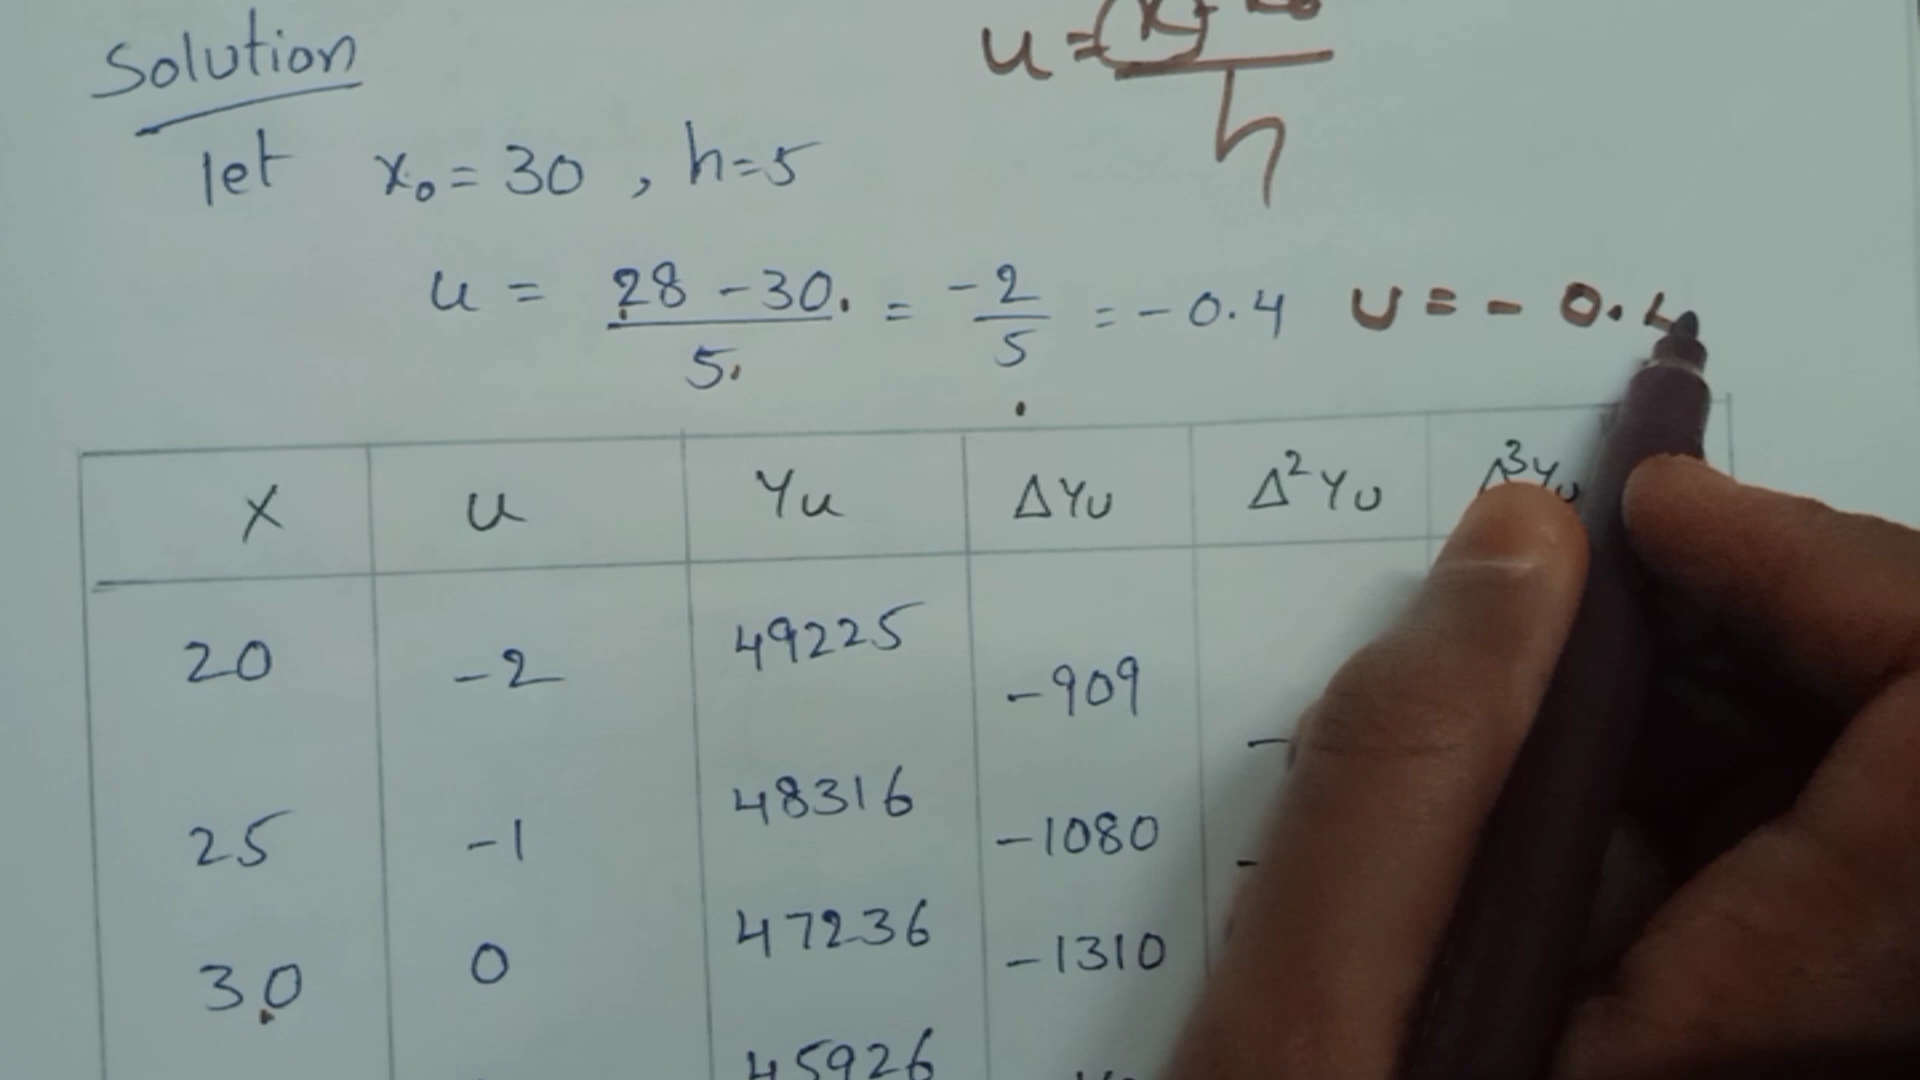 Solution
u = (x) - x₀ / h
let x₀ = 30 , h=5
u = 28 - 30 / 5 = -2 / 5 = -0.4 U = - 0.4
X u Yu ΔYu Δ²Yu Δ³Yu
20 -2 49225
-909
25 -1 48316
-1080
30 0 47236
-1310
45926